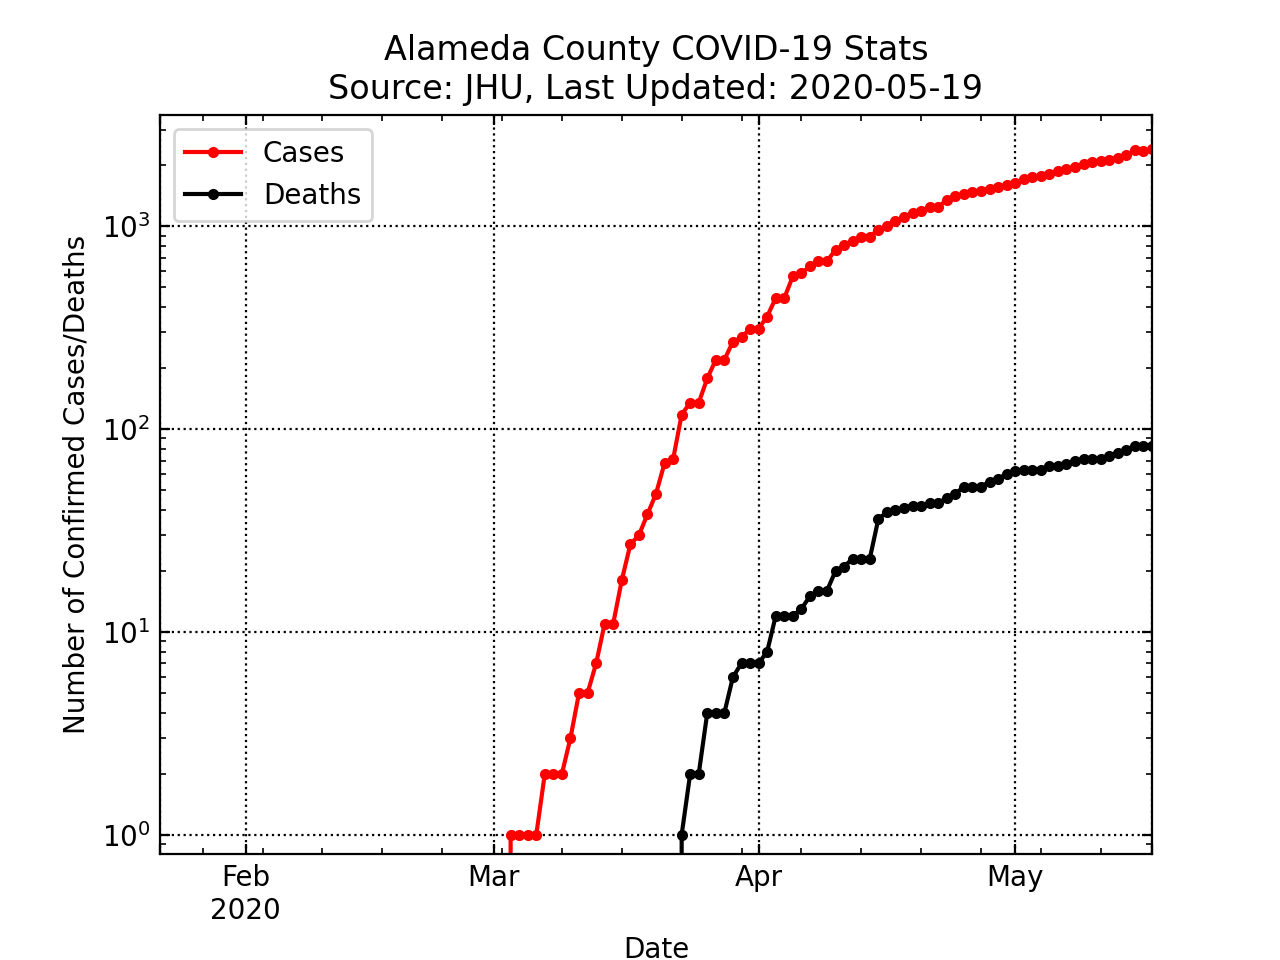 Alameda County COVID-19 Stats
Source: JHU, Last Updated: 2020-05-19
Cases
Deaths
Number of Confirmed Cases/Deaths
10³
10²
10¹
10⁰
Feb Mar Apr May
2020
Date